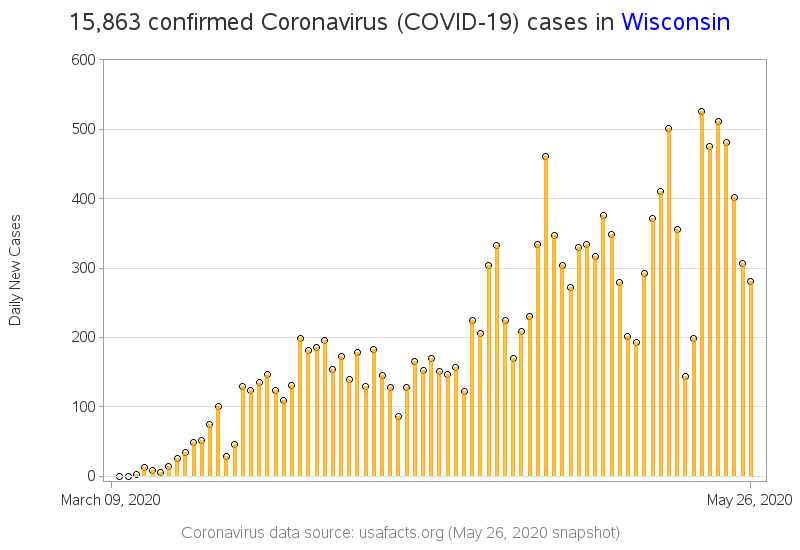 15,863 confirmed Coronavirus (COVID-19) cases in Wisconsin
600
500
400
300
200
100
0
Daily New Cases
March 09, 2020
May 26, 2020
Coronavirus data source: usafacts.org (May 26, 2020 snapshot)